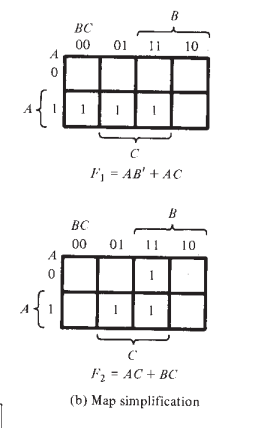 B
BC
00 01 11 10
A
0
A { 1 1 1 1
C
F₁ = AB' + AC
B
BC
00 01 11 10
A
0 1
A { 1 1 1
C
F₂ = AC + BC
(b) Map simplification